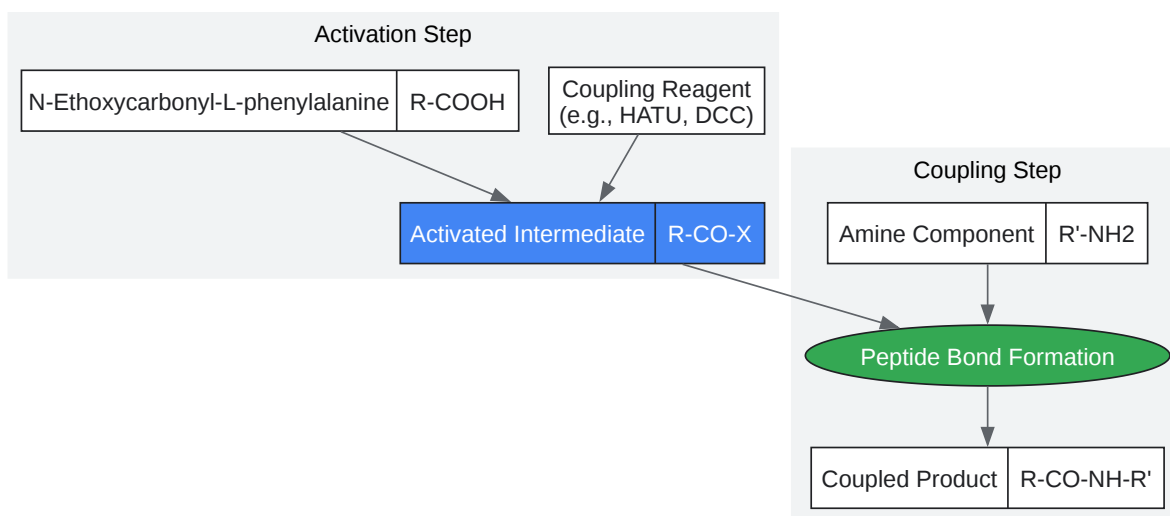 Activation Step
N-Ethoxycarbonyl-L-phenylalanine
R-COOH
Coupling Reagent
(e.g., HATU, DCC)
Activated Intermediate
R-CO-X
Coupling Step
Amine Component
R'-NH2
Peptide Bond Formation
Coupled Product
R-CO-NH-R'